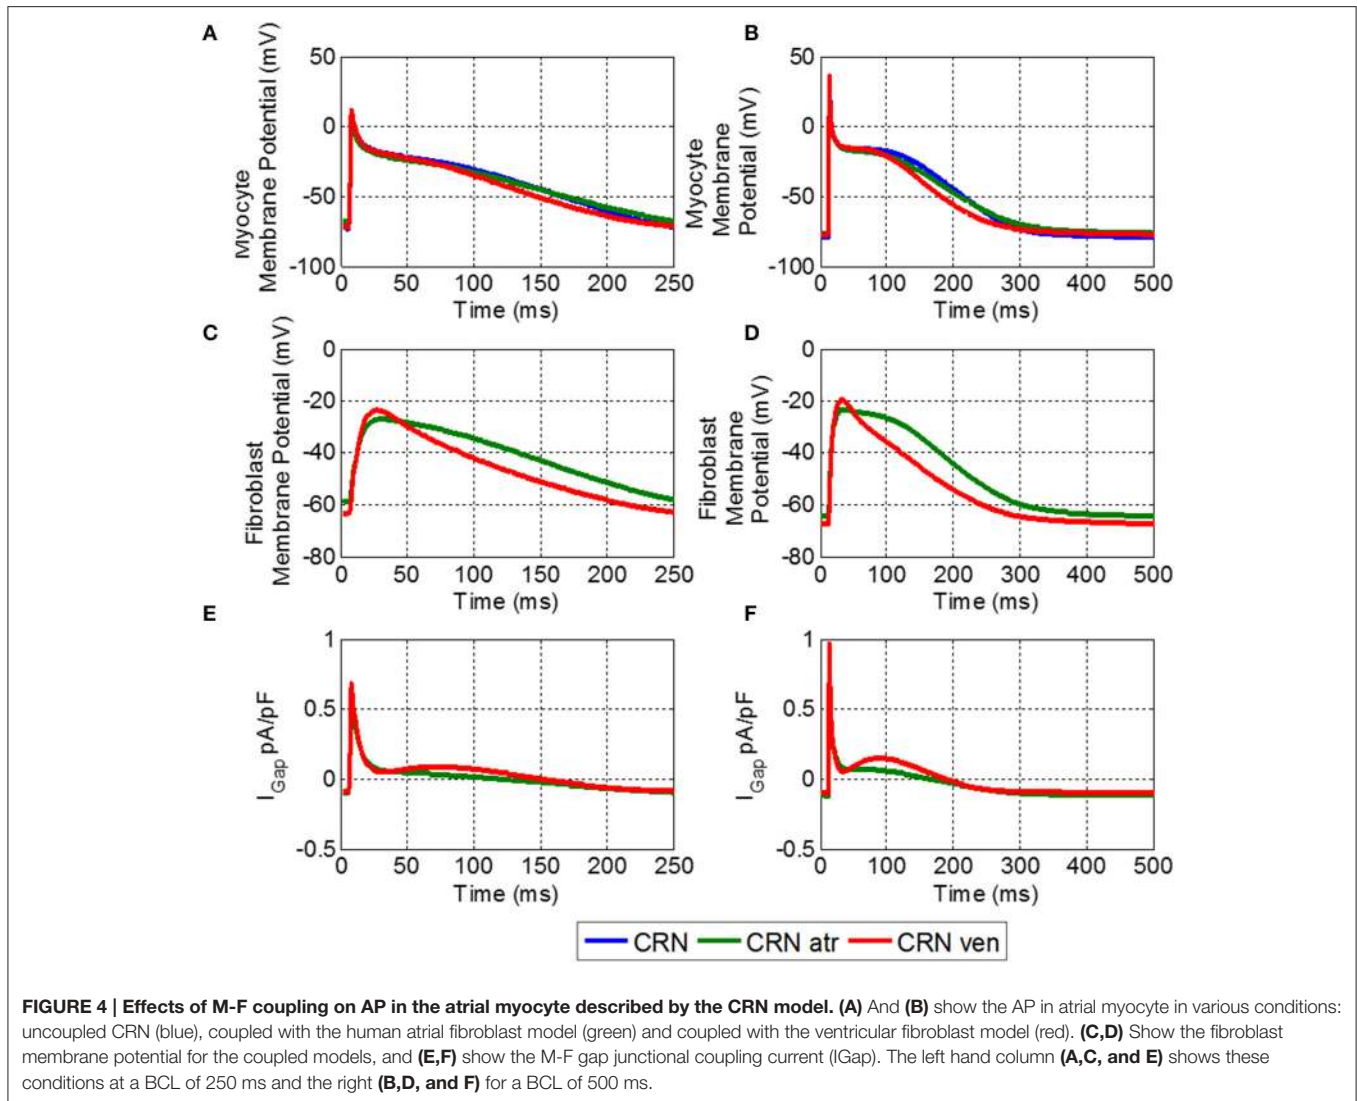 A
Myocyte
Membrane Potential (mV)
50
0
-50
-100
0 50 100 150 200 250
Time (ms)
B
Myocyte
Membrane
Potential (mV)
50
0
-50
-100
0 100 200 300 400 500
Time (ms)
C
Fibroblast
Membrane Potential (mV)
0
-20
-40
-60
-80
0 50 100 150 200 250
Time (ms)
D
Fibroblast
Membrane
Potential (mV)
0
-20
-40
-60
-80
0 100 200 300 400 500
Time (ms)
E
I_Gap pA/pF
1
0.5
0
-0.5
0 50 100 150 200 250
Time (ms)
F
I_Gap pA/pF
1
0.5
0
-0.5
0 100 200 300 400 500
Time (ms)
CRN CRN atr CRN ven
FIGURE 4 | Effects of M-F coupling on AP in the atrial myocyte described by the CRN model. (A) And (B) show the AP in atrial myocyte in various conditions:
uncoupled CRN (blue), coupled with the human atrial fibroblast model (green) and coupled with the ventricular fibroblast model (red). (C,D) Show the fibroblast
membrane potential for the coupled models, and (E,F) show the M-F gap junctional coupling current (IGap). The left hand column (A,C, and E) shows these
conditions at a BCL of 250 ms and the right (B,D, and F) for a BCL of 500 ms.